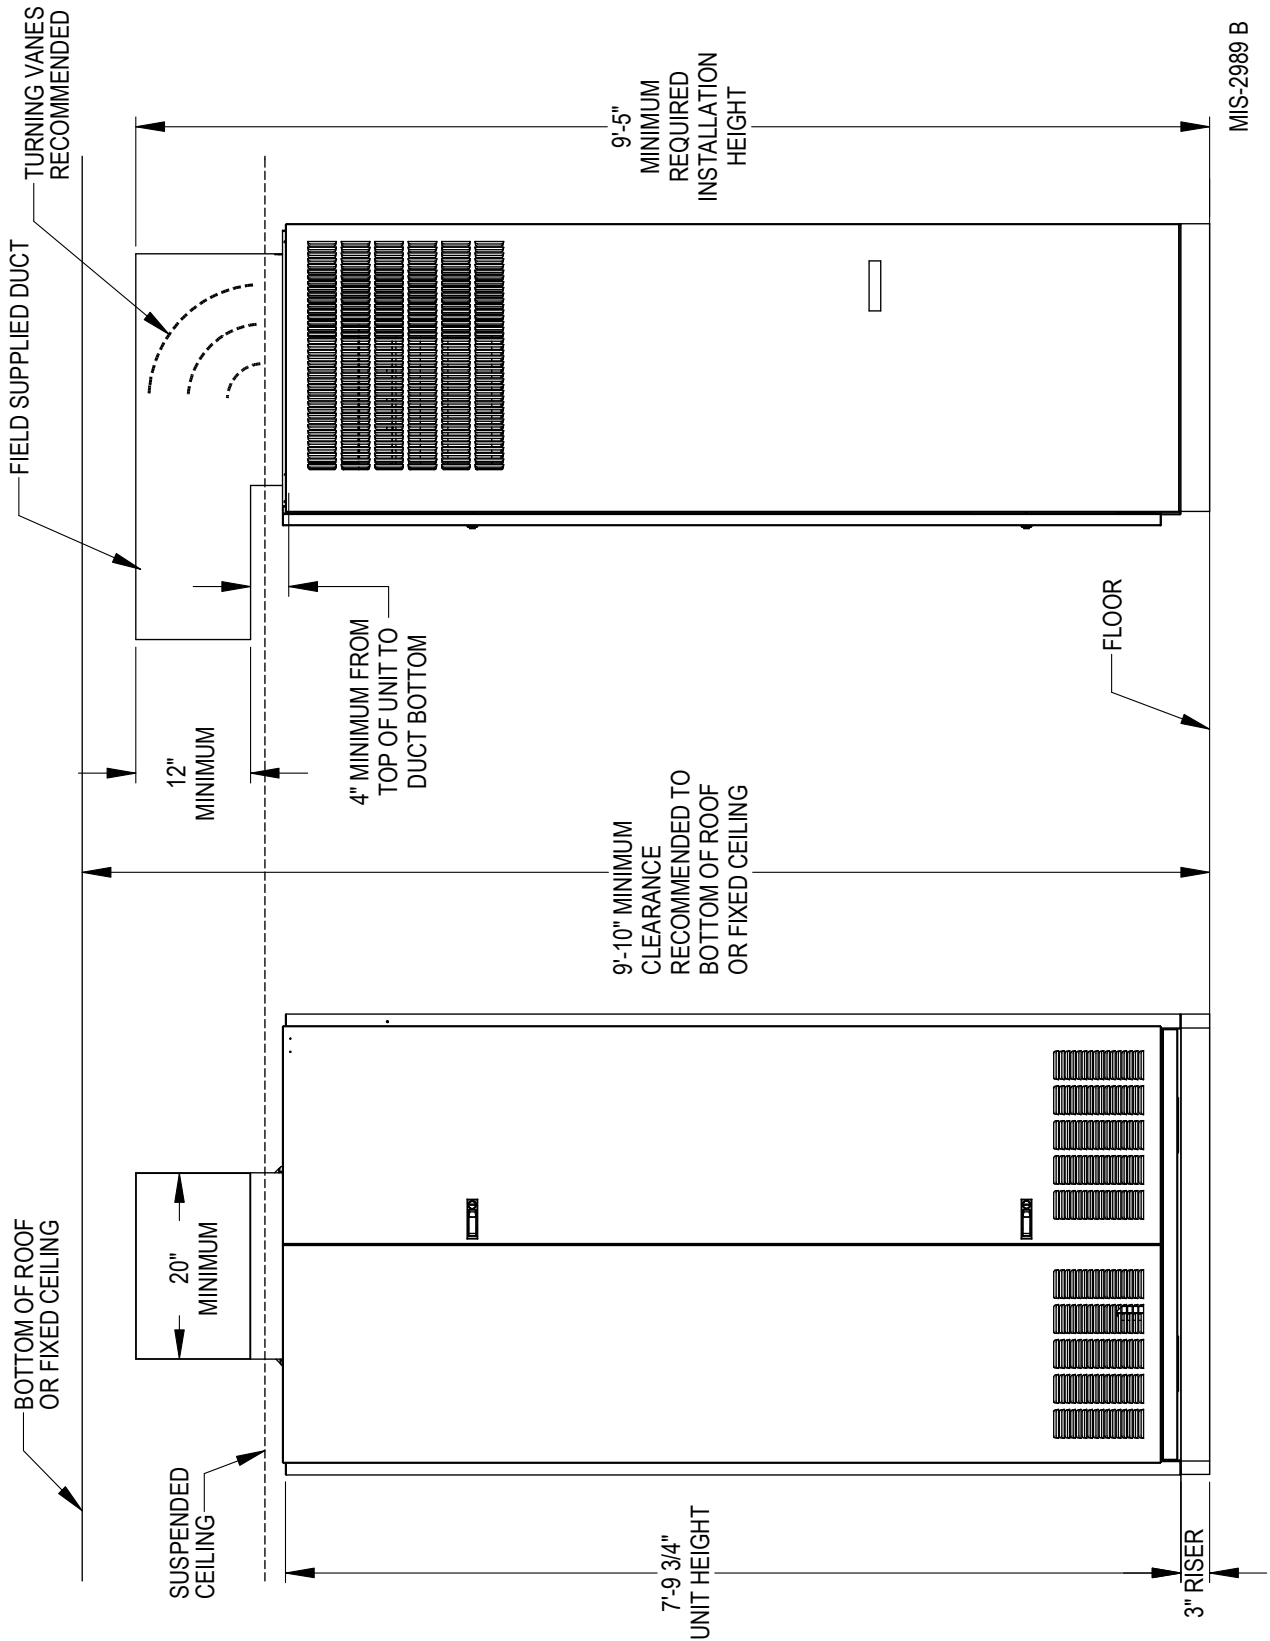 BOTTOM OF ROOF
OR FIXED CEILING
SUSPENDED
CEILING
20"
MINIMUM
7'-9 3/4"
UNIT HEIGHT
3" RISER
9'-10" MINIMUM
CLEARANCE
RECOMMENDED TO
BOTTOM OF ROOF
OR FIXED CEILING
12"
MINIMUM
4" MINIMUM FROM
TOP OF UNIT TO
DUCT BOTTOM
FLOOR
FIELD SUPPLIED DUCT
TURNING VANES
RECOMMENDED
9'-5"
MINIMUM
REQUIRED
INSTALLATION
HEIGHT
MIS-2989 B